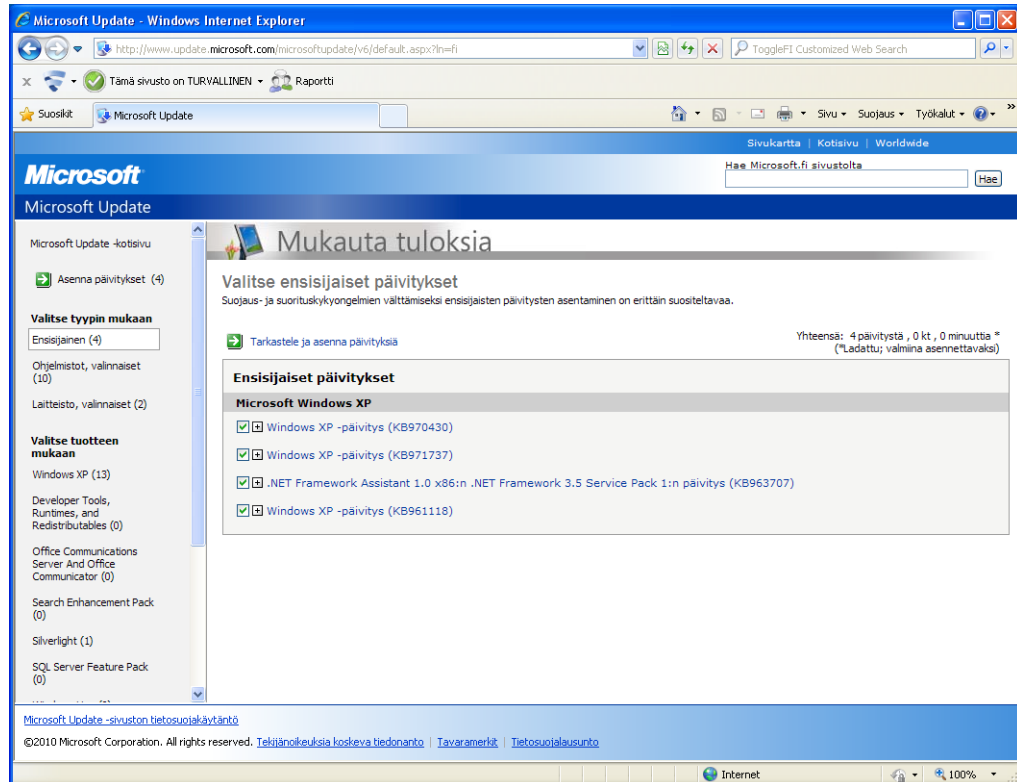 Microsoft Update - Windows Internet Explorer
http://www.update.microsoft.com/microsoftupdate/v6/default.aspx?ln=fi
ToggleFI Customized Web Search
x Tämä sivusto on TURVALLINEN Raportti
Suosikit Microsoft Update Sivu Suojaus Työkalut »
Sivukartta | Kotisivu | Worldwide
Microsoft
Hae Microsoft.fi sivustolta
Hae
Microsoft Update
Microsoft Update -kotisivu
Asenna päivitykset (4)
Valitse tyypin mukaan
Ensisijainen (4)
Ohjelmistot, valinnaiset
(10)
Laitteisto, valinnaiset (2)
Valitse tuotteen
mukaan
Windows XP (13)
Developer Tools,
Runtimes, and
Redistributables (0)
Office Communications
Server And Office
Communicator (0)
Search Enhancement Pack
(0)
Silverlight (1)
SQL Server Feature Pack
(0)
Mukauta tuloksia
Valitse ensisijaiset päivitykset
Suojaus- ja suorituskykyongelmien välttämiseksi ensisijaisten päivitysten asentaminen on erittäin suositeltavaa.
Tarkastele ja asenna päivityksiä
Yhteensä: 4 päivitystä , 0 kt , 0 minuuttia *
(*Ladattu; valmiina asennettavaksi)
Ensisijaiset päivitykset
Microsoft Windows XP
Windows XP -päivitys (KB970430)
Windows XP -päivitys (KB971737)
.NET Framework Assistant 1.0 x86:n .NET Framework 3.5 Service Pack 1:n päivitys (KB963707)
Windows XP -päivitys (KB961118)
Microsoft Update -sivuston tietosuojakäytäntö
©2010 Microsoft Corporation. All rights reserved. Tekijänoikeuksia koskeva tiedonanto | Tavaramerkit | Tietosuojalausunto
Internet 100%